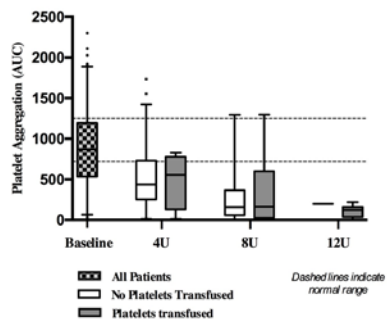 Platelet Aggregation (AUC)
2500
2000
1500
1000
500
0
Baseline 4U 8U 12U
All Patients
No Platelets Transfused
Platelets transfused
Dashed lines indicate
normal range